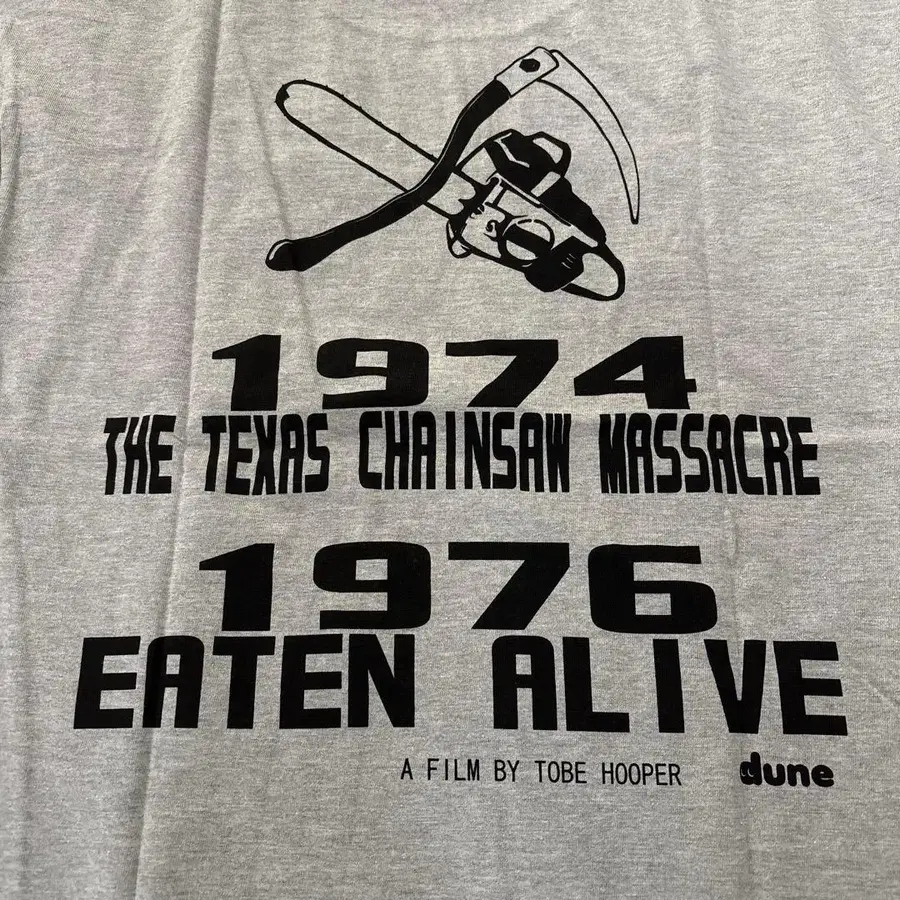 1974
THE TEXAS CHAINSAW MASSACRE
1976
EATEN ALIVE
A FILM BY TOBE HOOPER dune